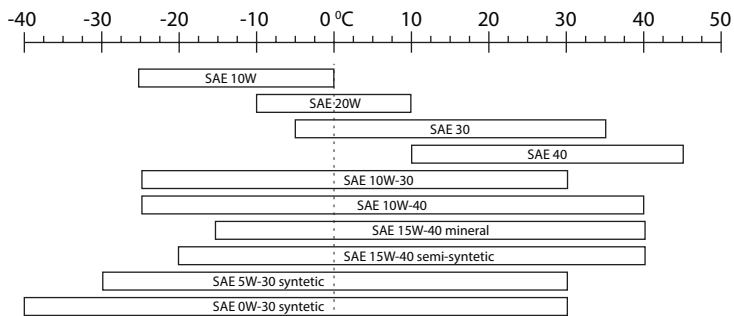 -40 -30 -20 -10 0 ⁰C 10 20 30 40 50
SAE 10W
SAE 20W
SAE 30
SAE 40
SAE 10W-30
SAE 10W-40
SAE 15W-40 mineral
SAE 15W-40 semi-syntetic
SAE 5W-30 syntetic
SAE 0W-30 syntetic